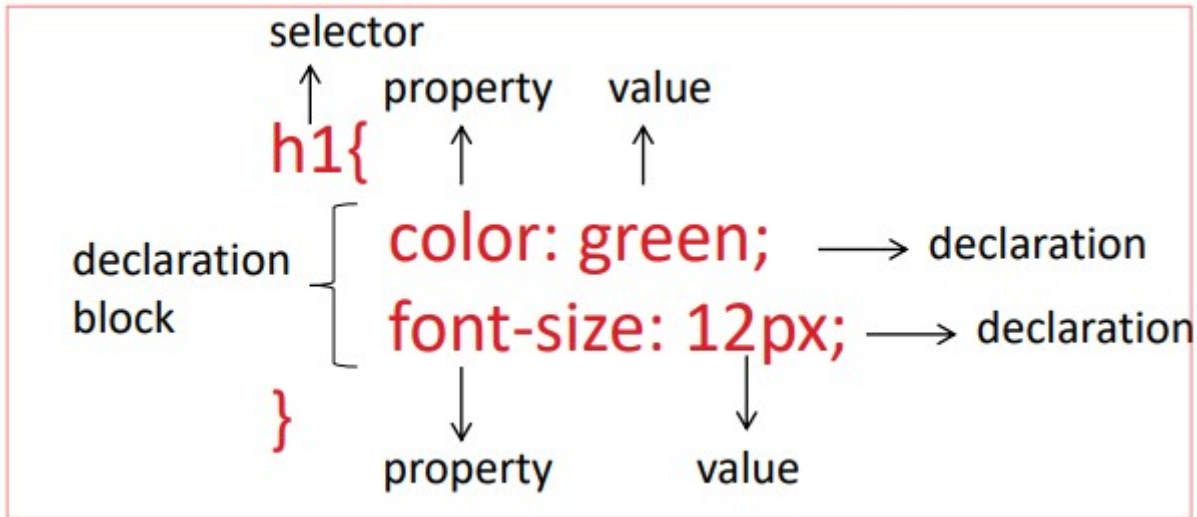 selector
property value
h1{
color: green; declaration
declaration
block
font-size: 12px; declaration
}
property value